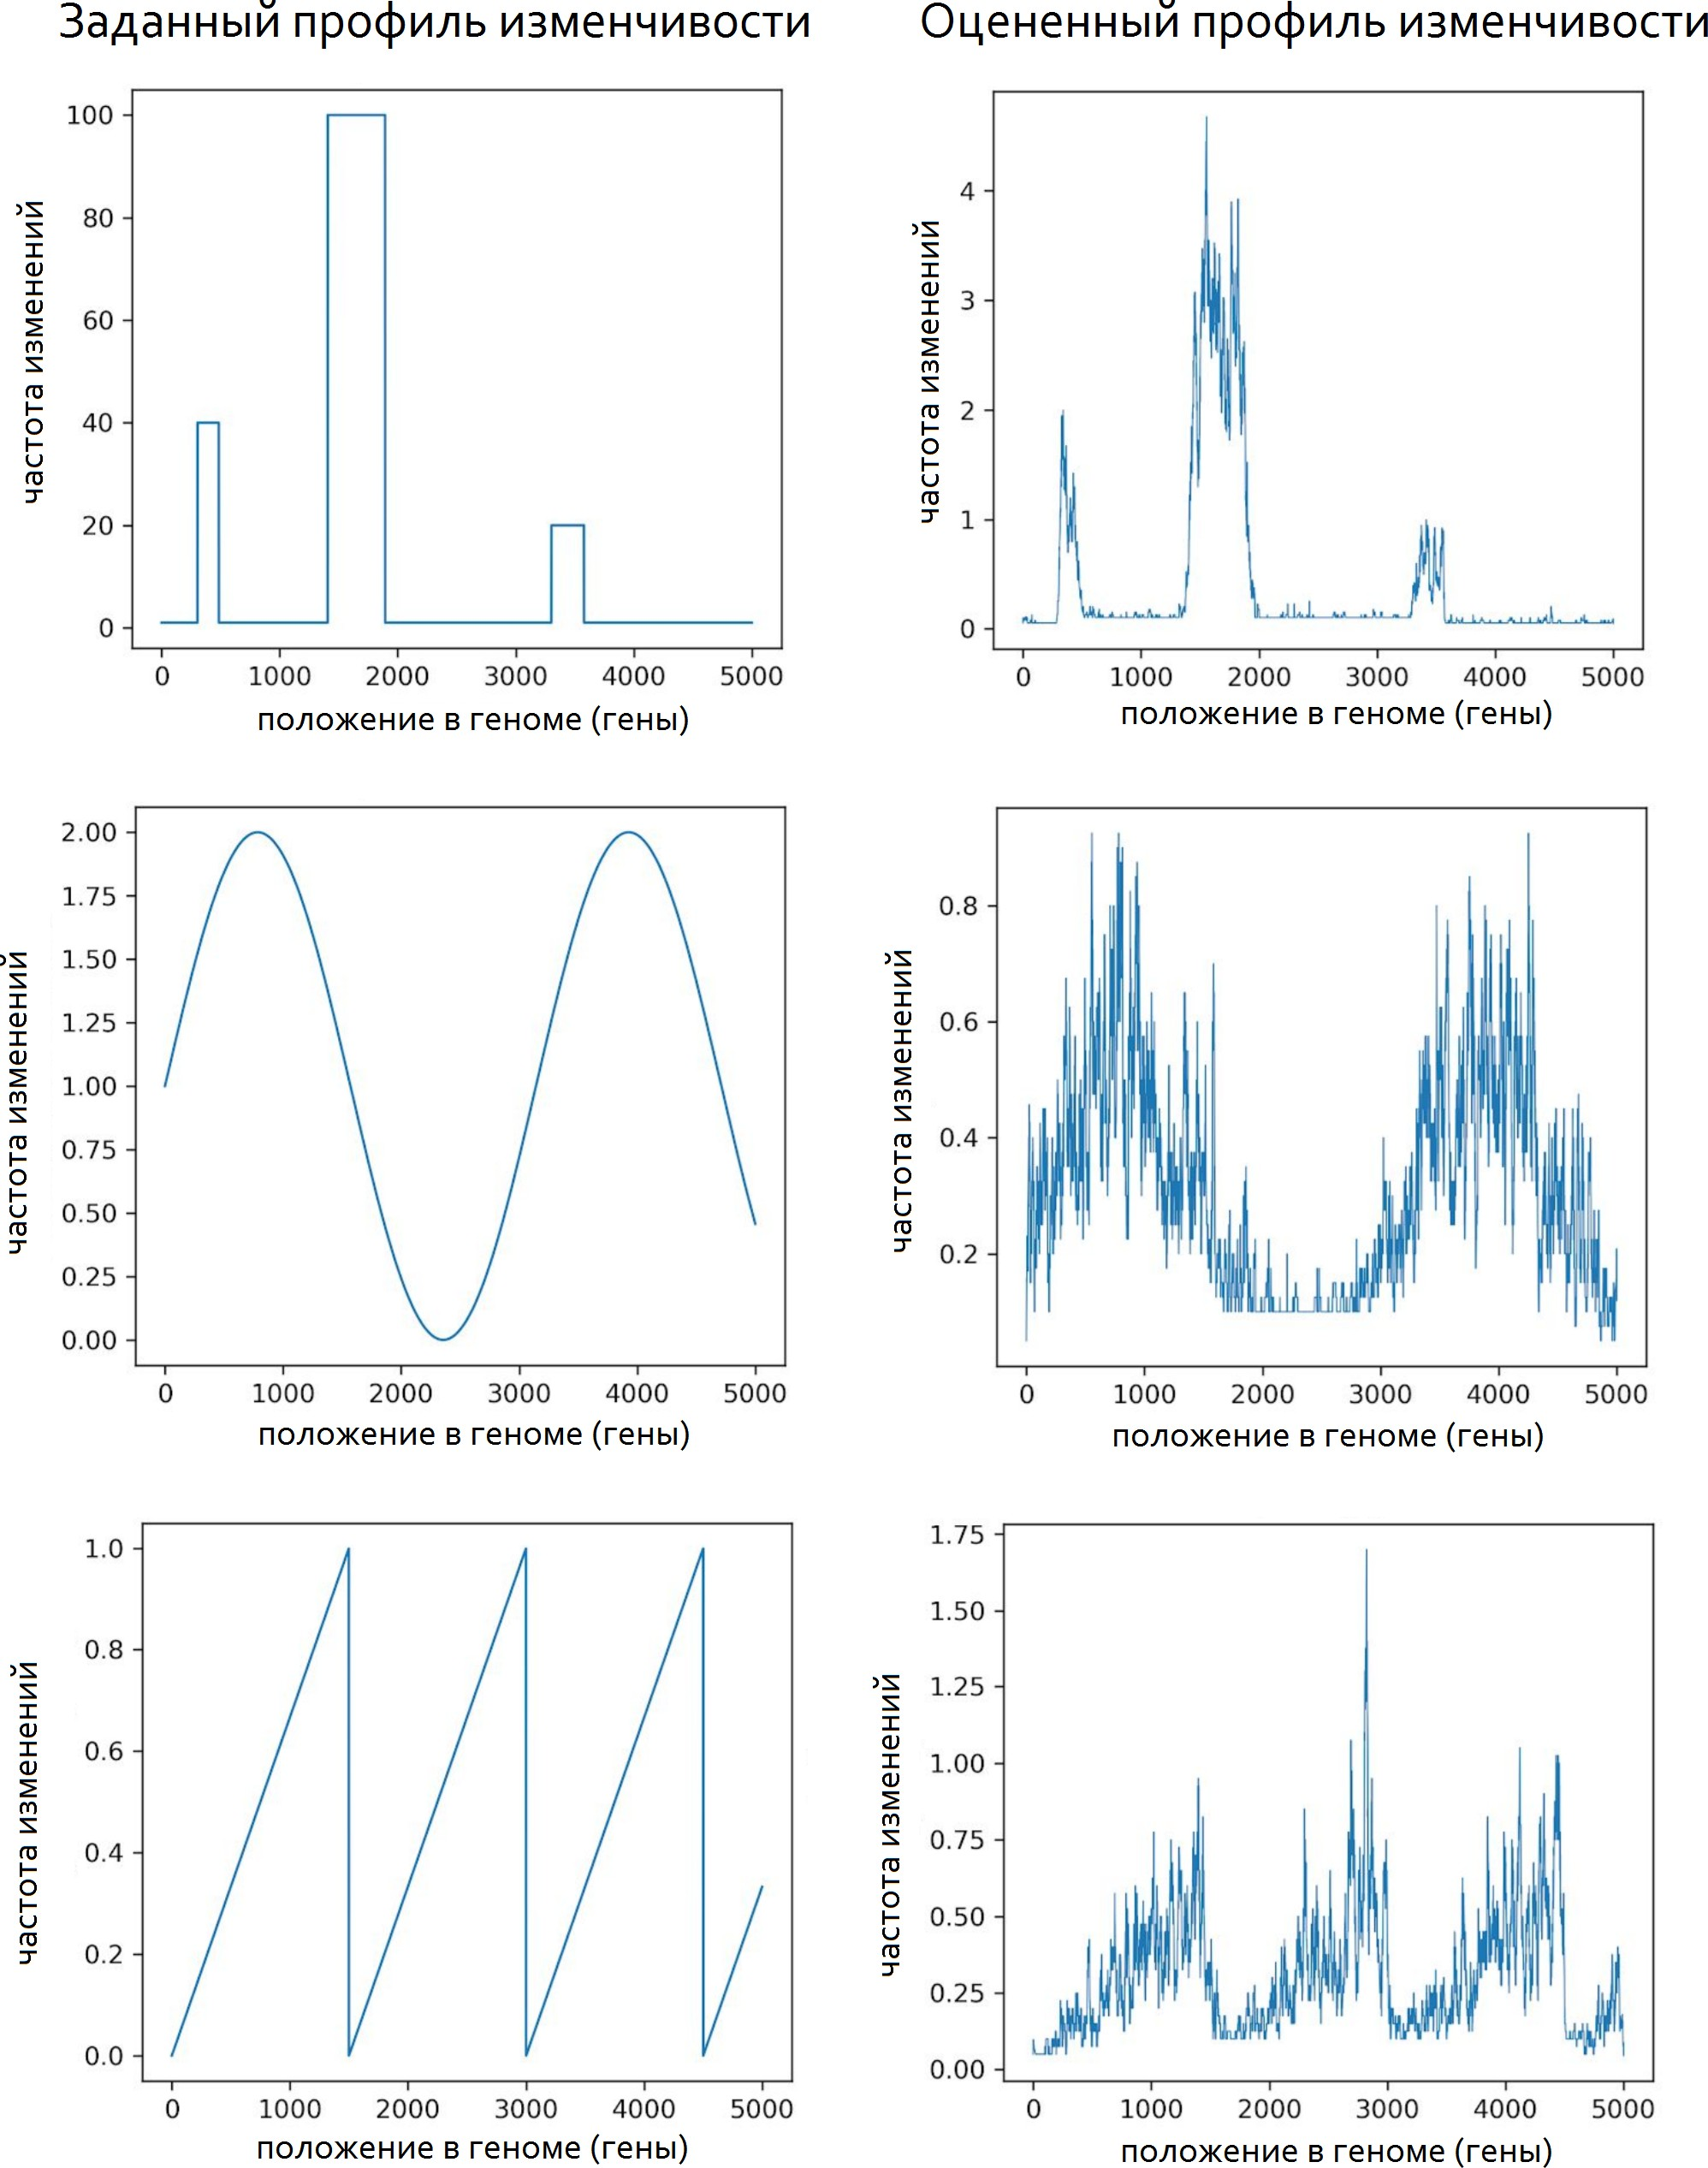 Заданный профиль изменчивости
Оцененный профиль изменчивости
частота изменений
100
80
60
40
20
0
0 1000 2000 3000 4000 5000
положение в геноме (гены)
частота изменений
4
3
2
1
0
0 1000 2000 3000 4000 5000
положение в геноме (гены)
частота изменений
2.00
1.75
1.50
1.25
1.00
0.75
0.50
0.25
0.00
0 1000 2000 3000 4000 5000
положение в геноме (гены)
частота изменений
0.8
0.6
0.4
0.2
0 1000 2000 3000 4000 5000
положение в геноме (гены)
частота изменений
1.0
0.8
0.6
0.4
0.2
0.0
0 1000 2000 3000 4000 5000
положение в геноме (гены)
частота изменений
1.75
1.50
1.25
1.00
0.75
0.50
0.25
0.00
0 1000 2000 3000 4000 5000
положение в геноме (гены)